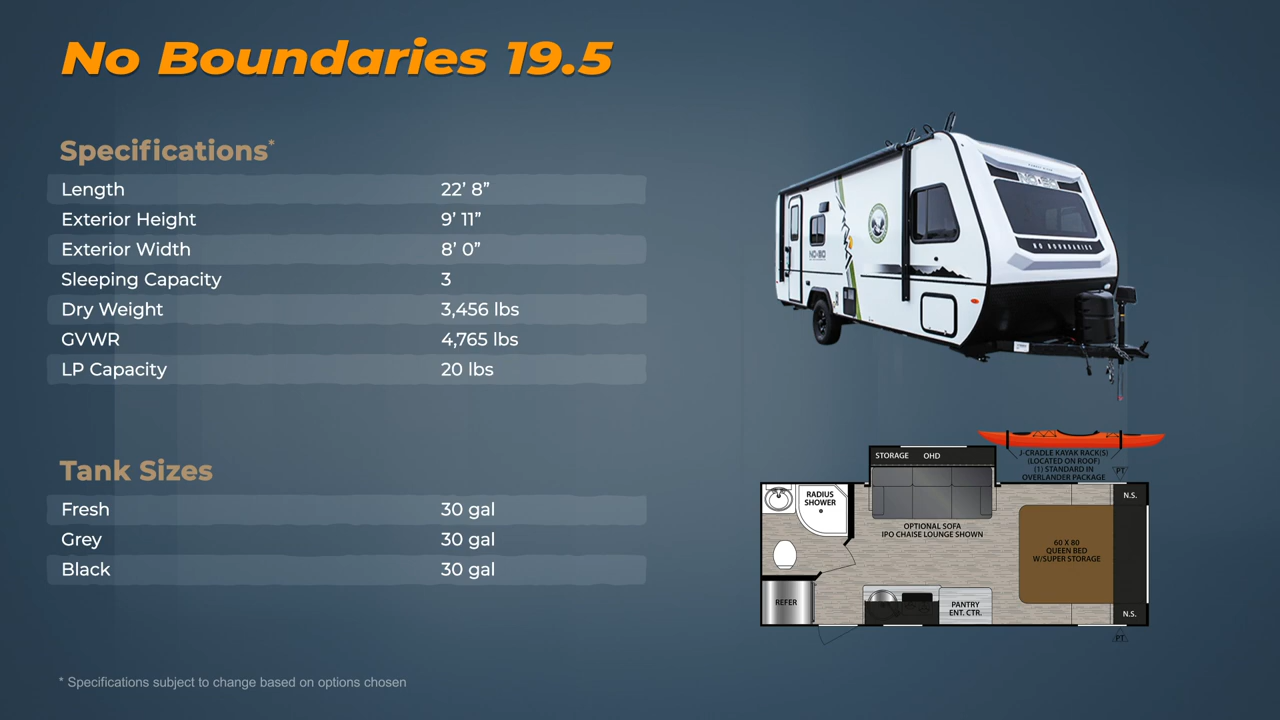 No Boundaries 19.5
Specifications*
Length 22’ 8”
Exterior Height 9’ 11”
Exterior Width 8’ 0”
Sleeping Capacity 3
Dry Weight 3,456 lbs
GVWR 4,765 lbs
LP Capacity 20 lbs
Tank Sizes
Fresh 30 gal
Grey 30 gal
Black 30 gal
* Specifications subject to change based on options chosen
NO BOUNDARIES
J-CRADLE KAYAK RACK(S)
(LOCATED ON ROOF)
(1) STANDARD IN
OVERLANDER PACKAGE
PT
STORAGE OHD
RADIUS
SHOWER
N.S.
OPTIONAL SOFA
IPO CHAISE LOUNGE SHOWN
60 X 80
QUEEN BED
W/SUPER STORAGE
REFER
PANTRY
ENT. CTR.
N.S.
PT